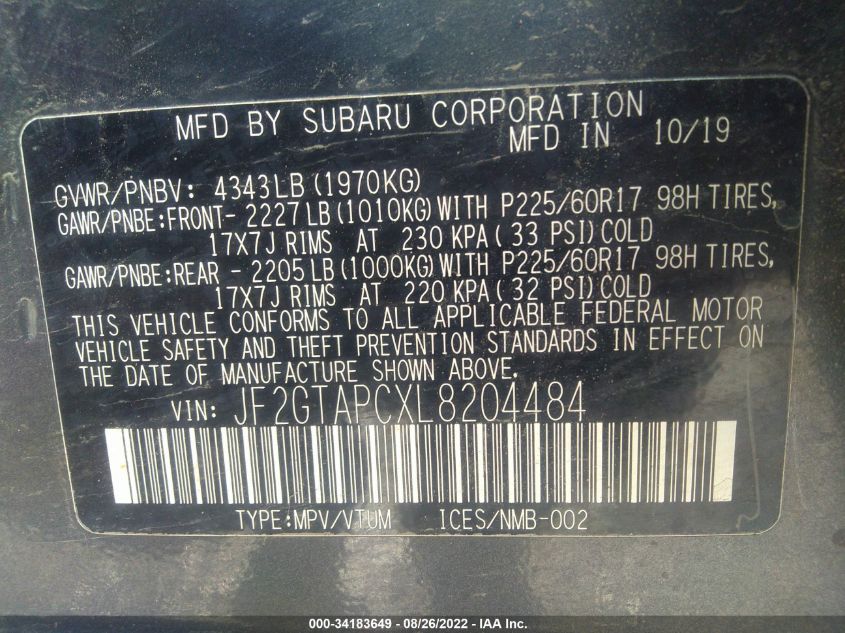 MFD BY SUBARU CORPORATION
MFD IN 10/19
GVWR/PNBV: 4343LB (1970KG)
GAWR/PNBE:FRONT- 2227 LB (1010KG) WITH P225/60R17 98H TIRES,
17X7J RIMS AT 230 KPA ( 33 PSI) COLD
GAWR/PNBE:REAR - 2205 LB (1000KG) WITH P225/60R17 98H TIRES,
17X7J RIMS AT 220 KPA ( 32 PSI) COLD
THIS VEHICLE CONFORMS TO ALL APPLICABLE FEDERAL MOTOR
VEHICLE SAFETY AND THEFT PREVENTION STANDARDS IN EFFECT ON
THE DATE OF MANUFACTURE SHOWN ABOVE.
VIN: JF2GTAPCXL8204484
TYPE:MPV/VTUM ICES/NMB-002
000-34183649 - 08/26/2022 - IAA Inc.